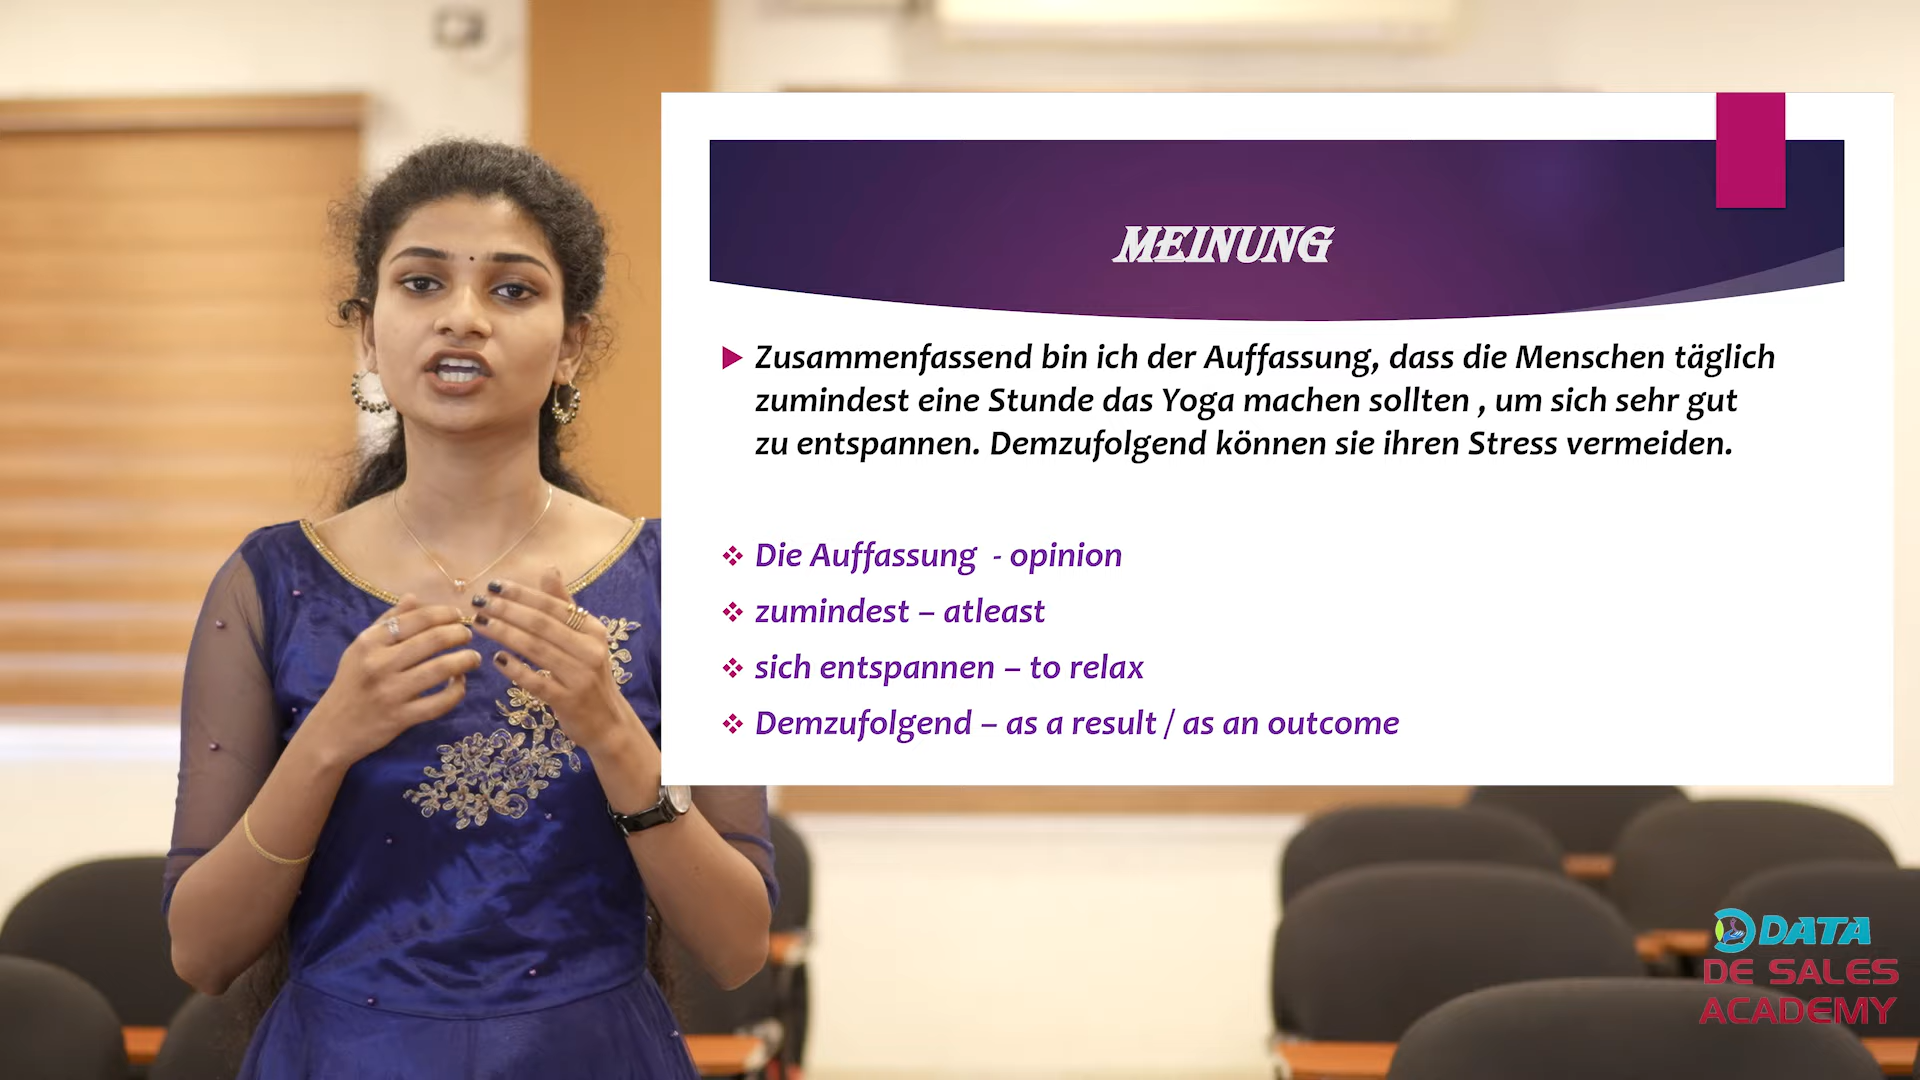 MEINUNG
Zusammenfassend bin ich der Auffassung, dass die Menschen täglich
zumindest eine Stunde das Yoga machen sollten , um sich sehr gut
zu entspannen. Demzufolgend können sie ihren Stress vermeiden.
Die Auffassung - opinion
zumindest – atleast
sich entspannen – to relax
Demzufolgend – as a result / as an outcome
DATA
DE SALES
ACADEMY